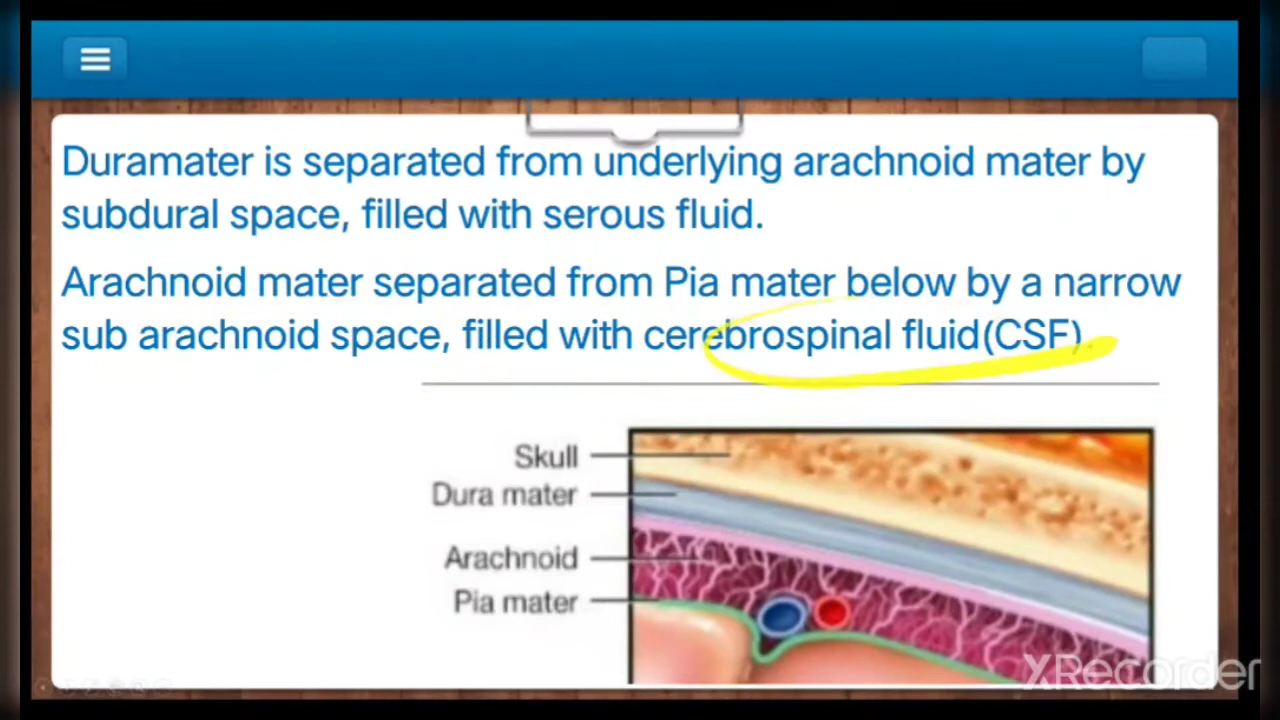 Duramater is separated from underlying arachnoid mater by
subdural space, filled with serous fluid.
Arachnoid mater separated from Pia mater below by a narrow
sub arachnoid space, filled with cerebrospinal fluid(CSF).
Skull
Dura mater
Arachnoid
Pia mater
XRecorder